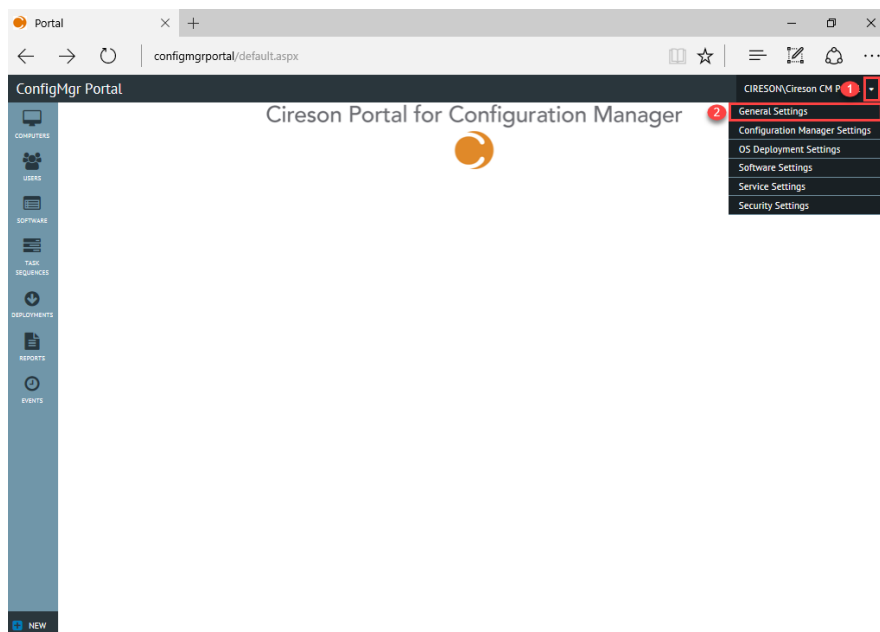 Portal
configmgrportal/default.aspx
ConfigMgr Portal
CIRESON\Cireson CM P
1
Cireson Portal for Configuration Manager
2
General Settings
Configuration Manager Settings
OS Deployment Settings
Software Settings
Service Settings
Security Settings
COMPUTERS
USERS
SOFTWARE
TASK
SEQUENCES
DEPLOYMENTS
REPORTS
EVENTS
NEW